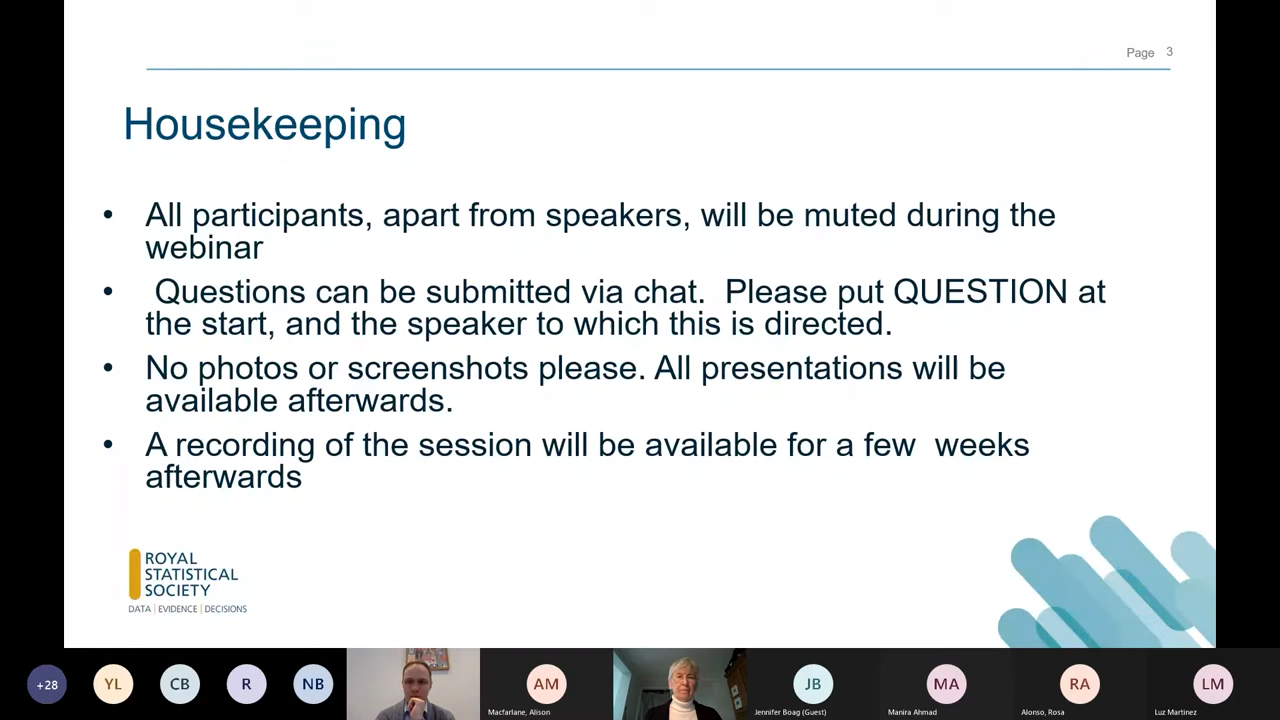 Page 3
Housekeeping
• All participants, apart from speakers, will be muted during the
webinar
• Questions can be submitted via chat. Please put QUESTION at
the start, and the speaker to which this is directed.
• No photos or screenshots please. All presentations will be
available afterwards.
• A recording of the session will be available for a few weeks
afterwards
ROYAL
STATISTICAL
SOCIETY
DATA | EVIDENCE | DECISIONS
+28
YL
CB
R
NB
AM
Macfarlane, Alison
JB
Jennifer Boag (Guest)
MA
Manira Ahmad
RA
Alonso, Rosa
LM
Luz Martinez